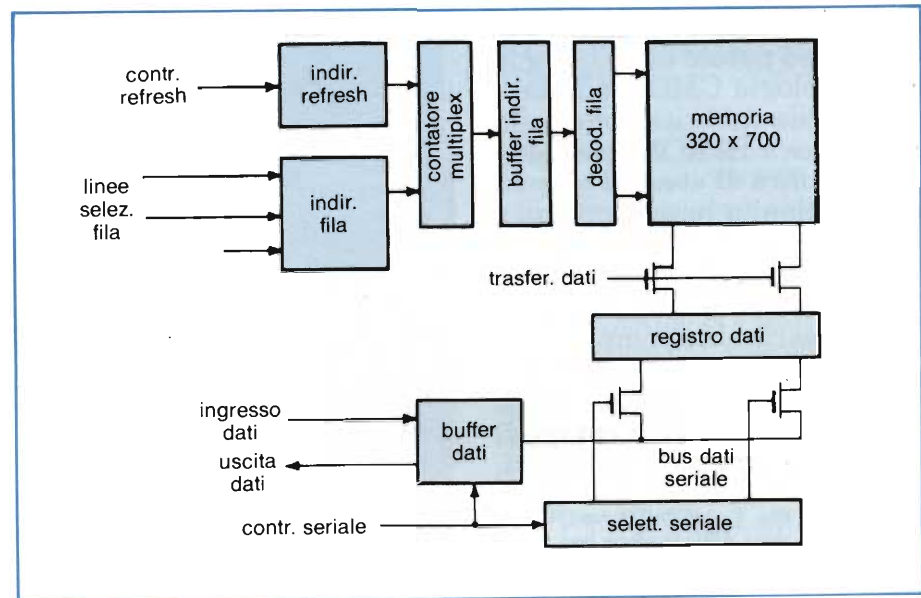 contr.
refresh
indir.
refresh
contatore
multiplex
buffer indir.
fila
decod. fila
memoria
320 x 700
linee
selez.
fila
indir.
fila
trasfer. dati
registro dati
ingresso
dati
uscita
dati
buffer
dati
bus dati
seriale
contr. seriale
selett. seriale